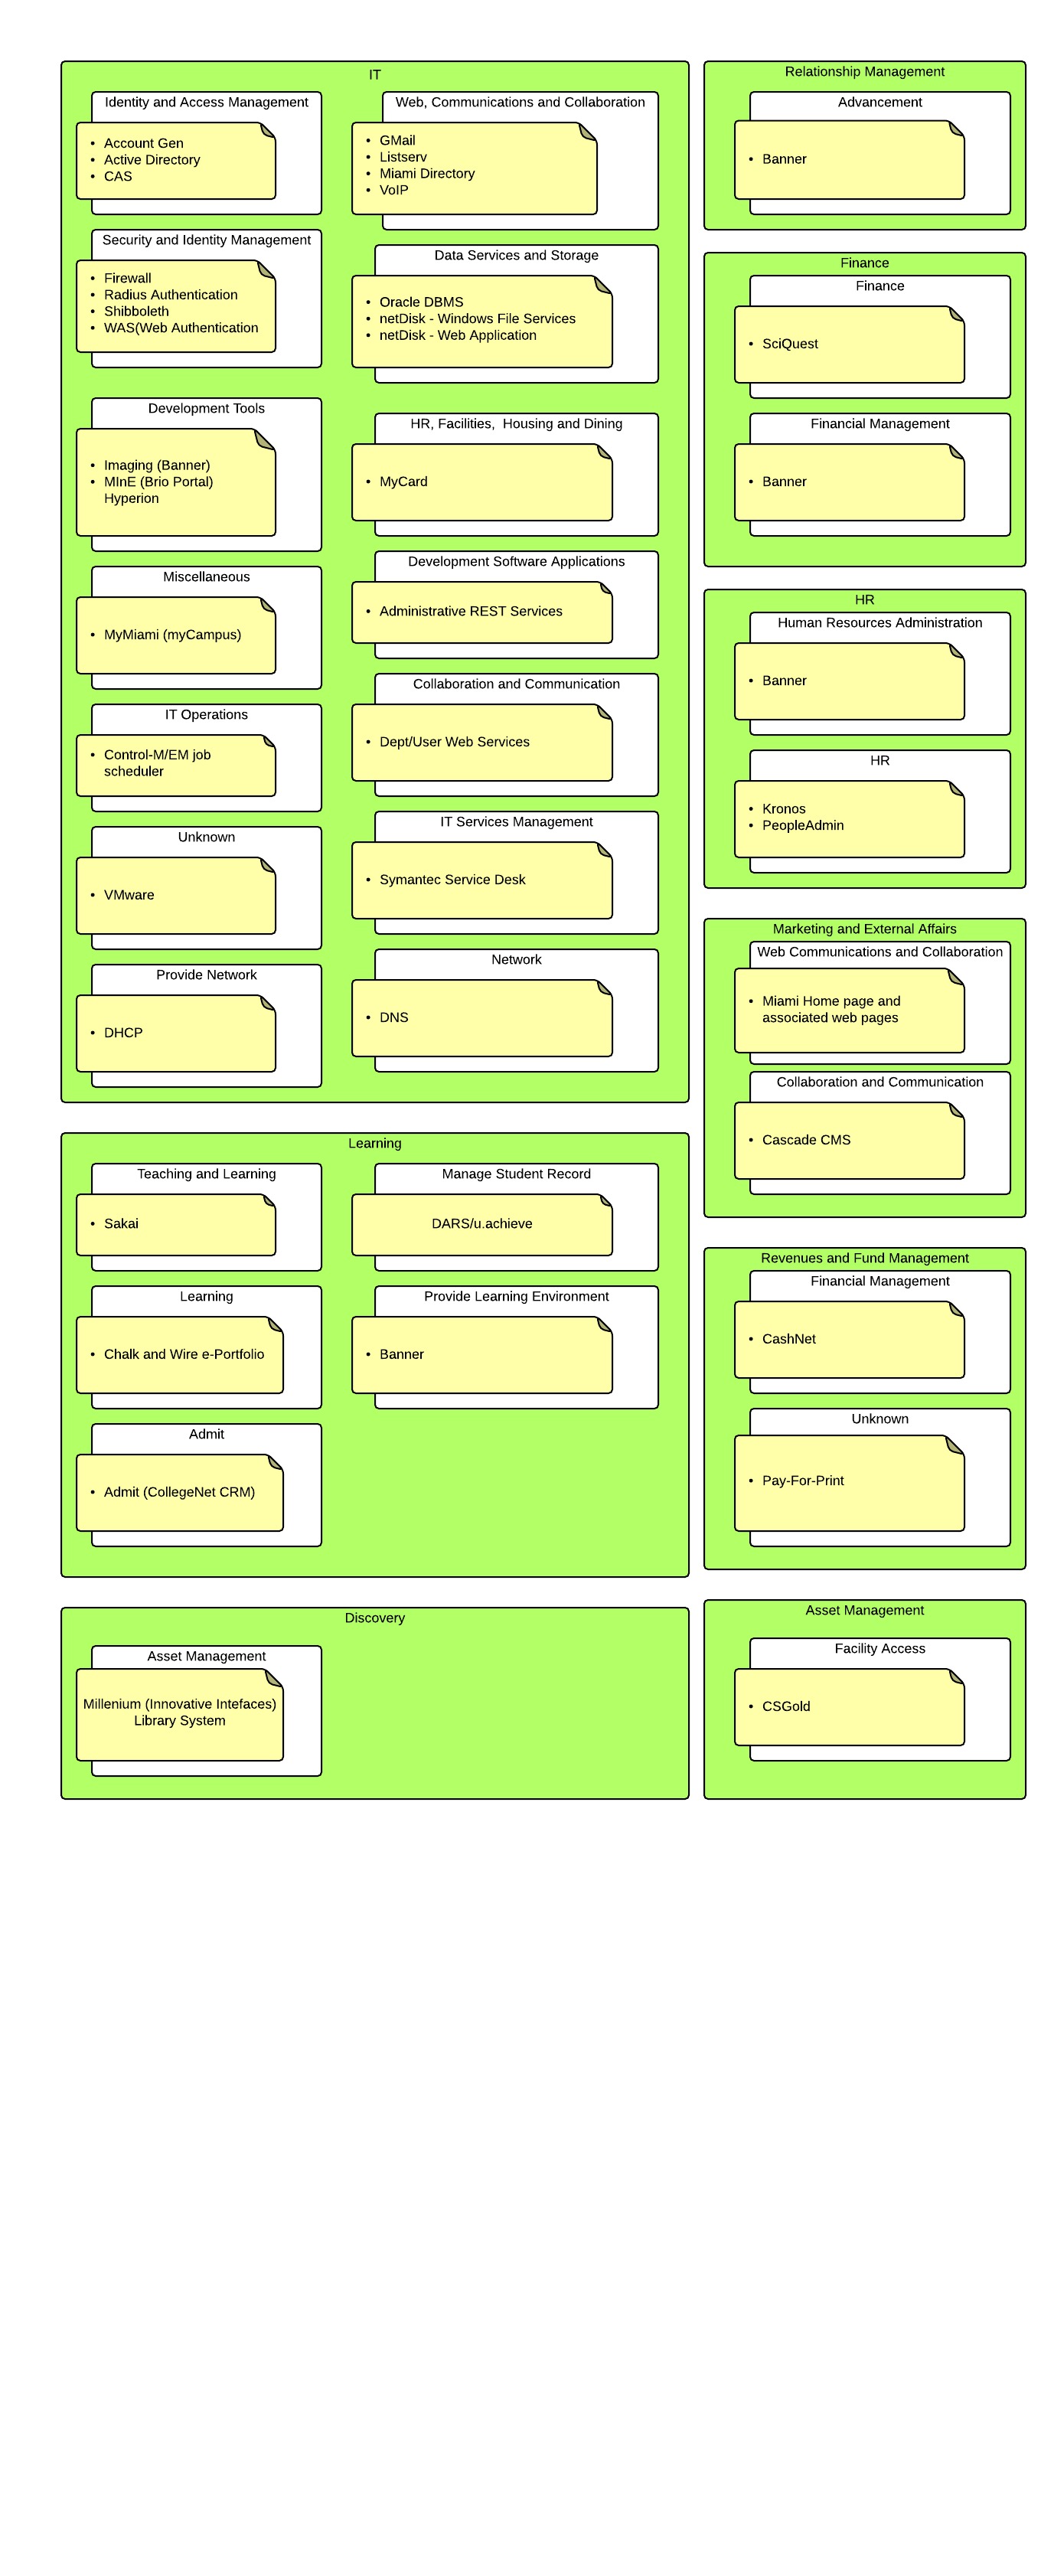 IT
Identity and Access Management
• Account Gen
• Active Directory
• CAS
Web, Communications and Collaboration
• GMail
• Listserv
• Miami Directory
• VoIP
Security and Identity Management
• Firewall
• Radius Authentication
• Shibboleth
• WAS(Web Authentication
Data Services and Storage
• Oracle DBMS
• netDisk - Windows File Services
• netDisk - Web Application
Development Tools
• Imaging (Banner)
• MInE (Brio Portal)
Hyperion
HR, Facilities,  Housing and Dining
• MyCard
Miscellaneous
• MyMiami (myCampus)
Development Software Applications
• Administrative REST Services
IT Operations
• Control-M/EM job
scheduler
Collaboration and Communication
• Dept/User Web Services
Unknown
• VMware
IT Services Management
• Symantec Service Desk
Provide Network
• DHCP
Network
• DNS
Learning
Teaching and Learning
• Sakai
Manage Student Record
DARS/u.achieve
Learning
• Chalk and Wire e-Portfolio
Provide Learning Environment
• Banner
Admit
• Admit (CollegeNet CRM)
Discovery
Asset Management
Millenium (Innovative Intefaces)
Library System
Relationship Management
Advancement
• Banner
Finance
Finance
• SciQuest
Financial Management
• Banner
HR
Human Resources Administration
• Banner
HR
• Kronos
• PeopleAdmin
Marketing and External Affairs
Web Communications and Collaboration
• Miami Home page and
associated web pages
Collaboration and Communication
• Cascade CMS
Revenues and Fund Management
Financial Management
• CashNet
Unknown
• Pay-For-Print
Asset Management
Facility Access
• CSGold